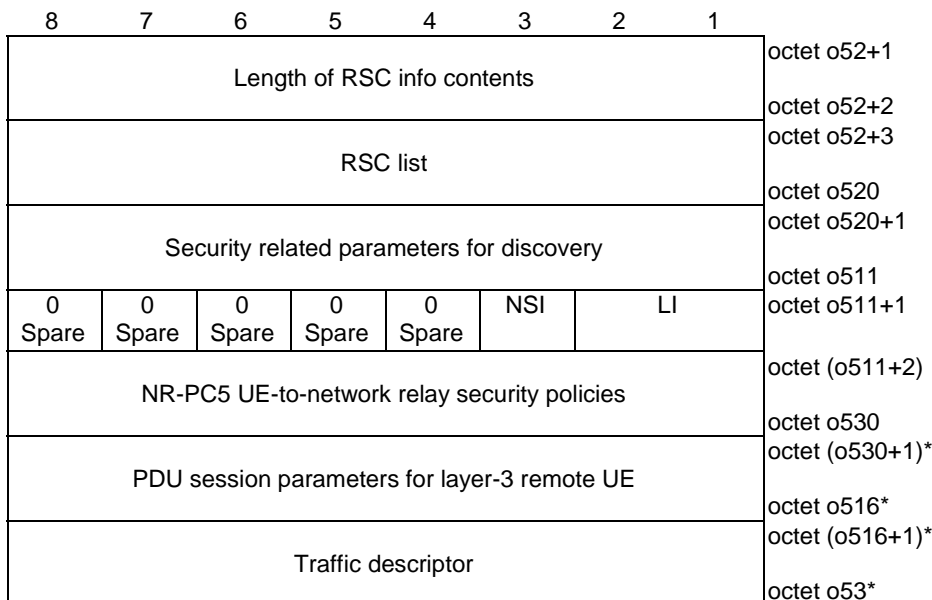 8 7 6 5 4 3 2 1
octet o52+1
Length of RSC info contents
octet o52+2
octet o52+3
RSC list
octet o520
octet o520+1
Security related parameters for discovery
octet o511
0 0 0 0 0 NSI LI octet o511+1
Spare Spare Spare Spare Spare
octet (o511+2)
NR-PC5 UE-to-network relay security policies
octet o530
octet (o530+1)*
PDU session parameters for layer-3 remote UE
octet o516*
octet (o516+1)*
Traffic descriptor
octet o53*